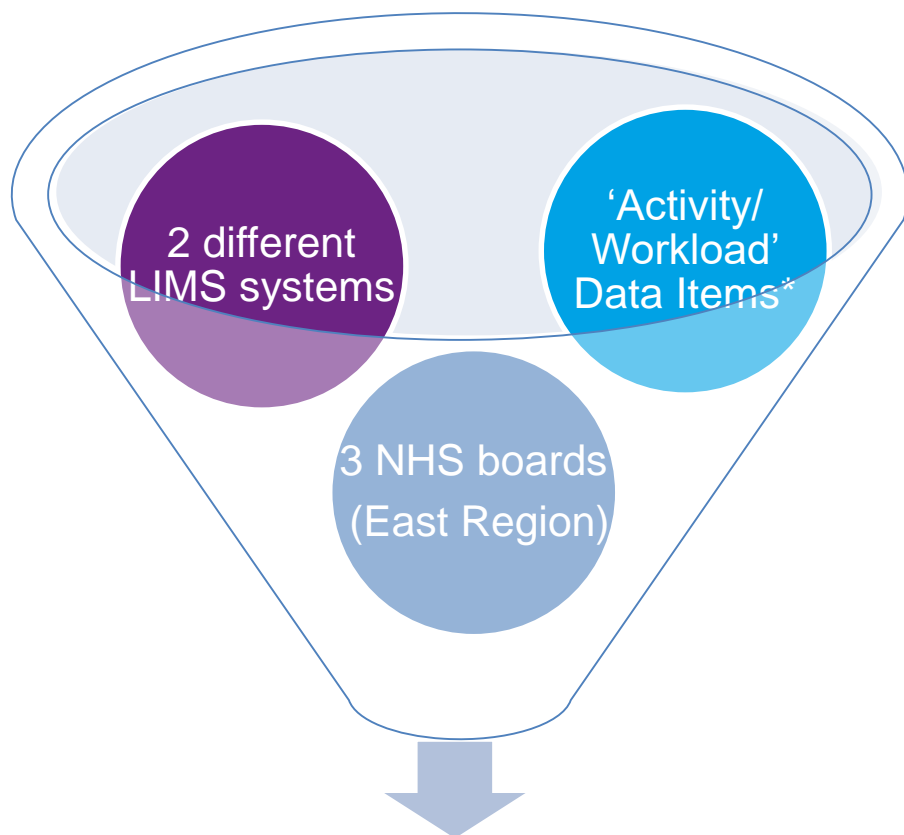 2 different
LIMS systems
‘Activity/
Workload’
Data Items*
3 NHS boards
(East Region)